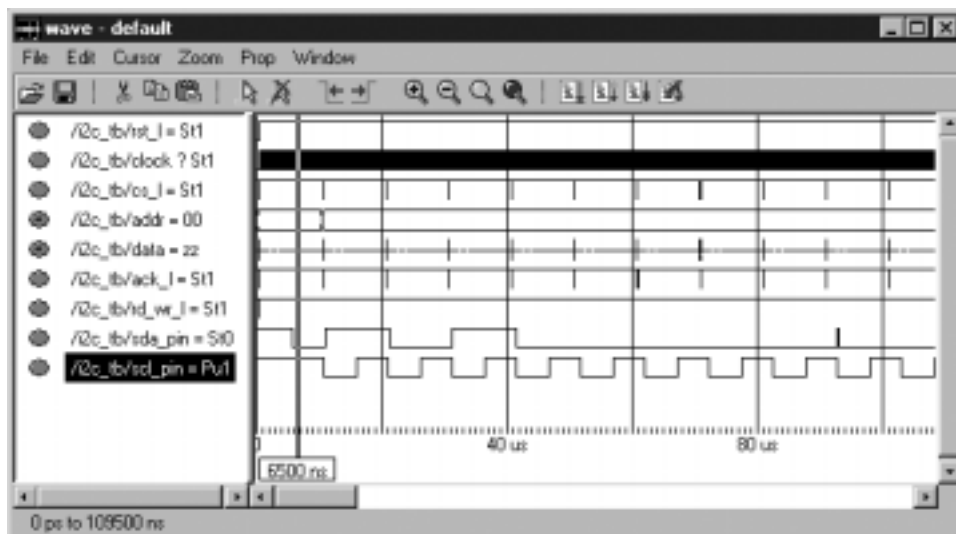 wave - default
File Edit Cursor Zoom Prop Window
/i2c_tb/rst_l = St1
/i2c_tb/clock ? St1
/i2c_tb/cs_l = St1
/i2c_tb/addr = 00
/i2c_tb/data = zz
/i2c_tb/ack_l = St1
/i2c_tb/rd_wr_l = St1
/i2c_tb/sda_pin = St0
/i2c_tb/scl_pin = Pu1
40 us 80 us
6500 ns
0 ps to 109500 ns